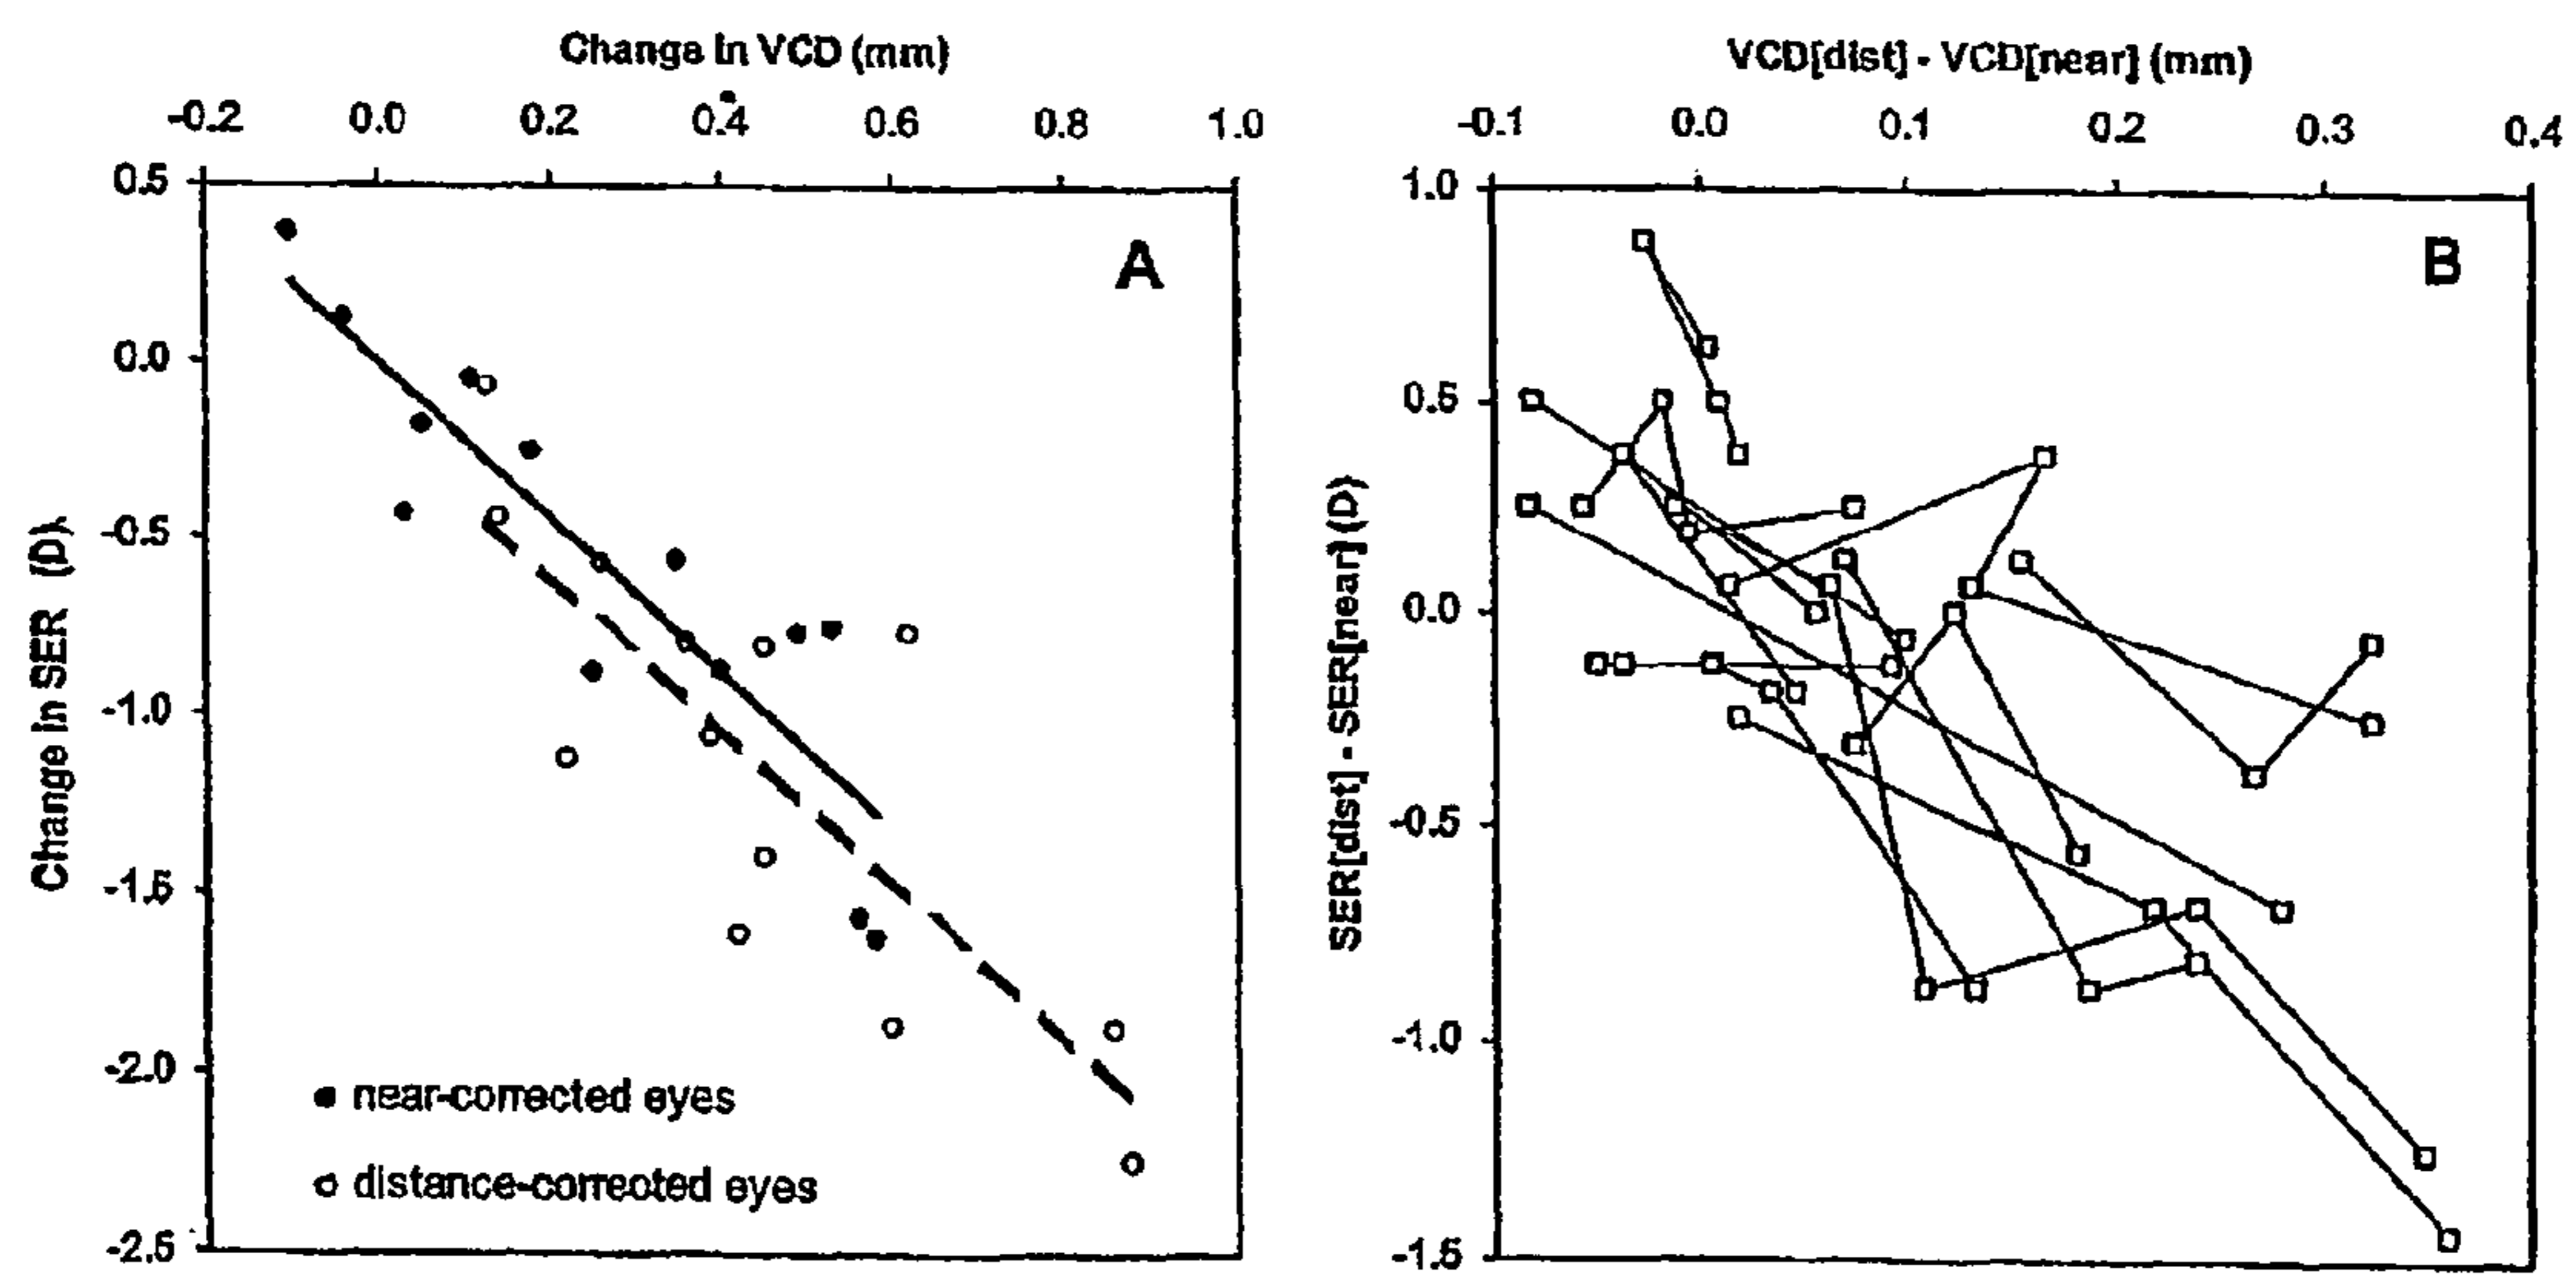 Change in VCD (mm)
-0.2 0.0 0.2 0.4 0.6 0.8 1.0
0.5
0.0
-0.5
-1.0
-1.5
-2.0
-2.5
Change in SER (D)
A
near-corrected eyes
distance-corrected eyes
VCD[dist] - VCD[near] (mm)
-0.1 0.0 0.1 0.2 0.3 0.4
1.0
0.5
0.0
-0.5
-1.0
-1.5
SER[dist] - SER[near] (D)
B